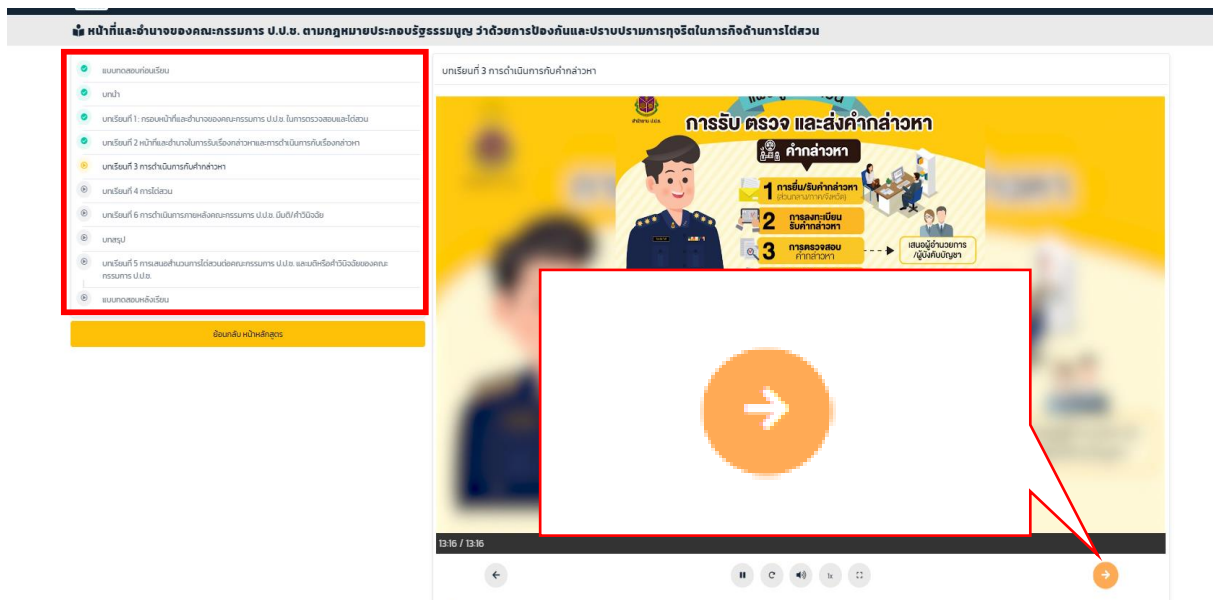 หน้าที่และอำนาจของคณะกรรมการ ป.ป.ช. ตามกฎหมายประกอบรัฐธรรมนูญ ว่าด้วยการป้องกันและปราบปรามการทุจริตในภารกิจด้านการไต่สวน
แบบทดสอบก่อนเรียน
บทนำ
บทเรียนที่ 1: กรอบหน้าที่และอำนาจของคณะกรรมการ ป.ป.ช. ในการตรวจสอบและไต่สวน
บทเรียนที่ 2 หน้าที่และอำนาจในการรับเรื่องกล่าวหาและการดำเนินการกับเรื่องกล่าวหา
บทเรียนที่ 3 การดำเนินการกับคำกล่าวหา
บทเรียนที่ 4 การไต่สวน
บทเรียนที่ 6 การดำเนินการภายหลังคณะกรรมการ ป.ป.ช. มีมติ/คำวินิจฉัย
บทสรุป
บทเรียนที่ 5 การเสนอสำนวนการไต่สวนต่อคณะกรรมการ ป.ป.ช. และมติหรือคำวินิจฉัยของคณะ
กรรมการ ป.ป.ช.
แบบทดสอบหลังเรียน
ย้อนกลับ หน้าหลักสูตร
บทเรียนที่ 3 การดำเนินการกับคำกล่าวหา
การรับ ตรวจ และส่งคำกล่าวหา
คำกล่าวหา
1 การยื่น/รับคำกล่าวหา
(ส่วนกลาง/ภาค/จังหวัด)
2 การลงทะเบียน
รับคำกล่าวหา
3 การตรวจสอบ
คำกล่าวหา
เสนอผู้อำนวยการ
/ผู้บังคับบัญชา
13:16 / 13:16
1x